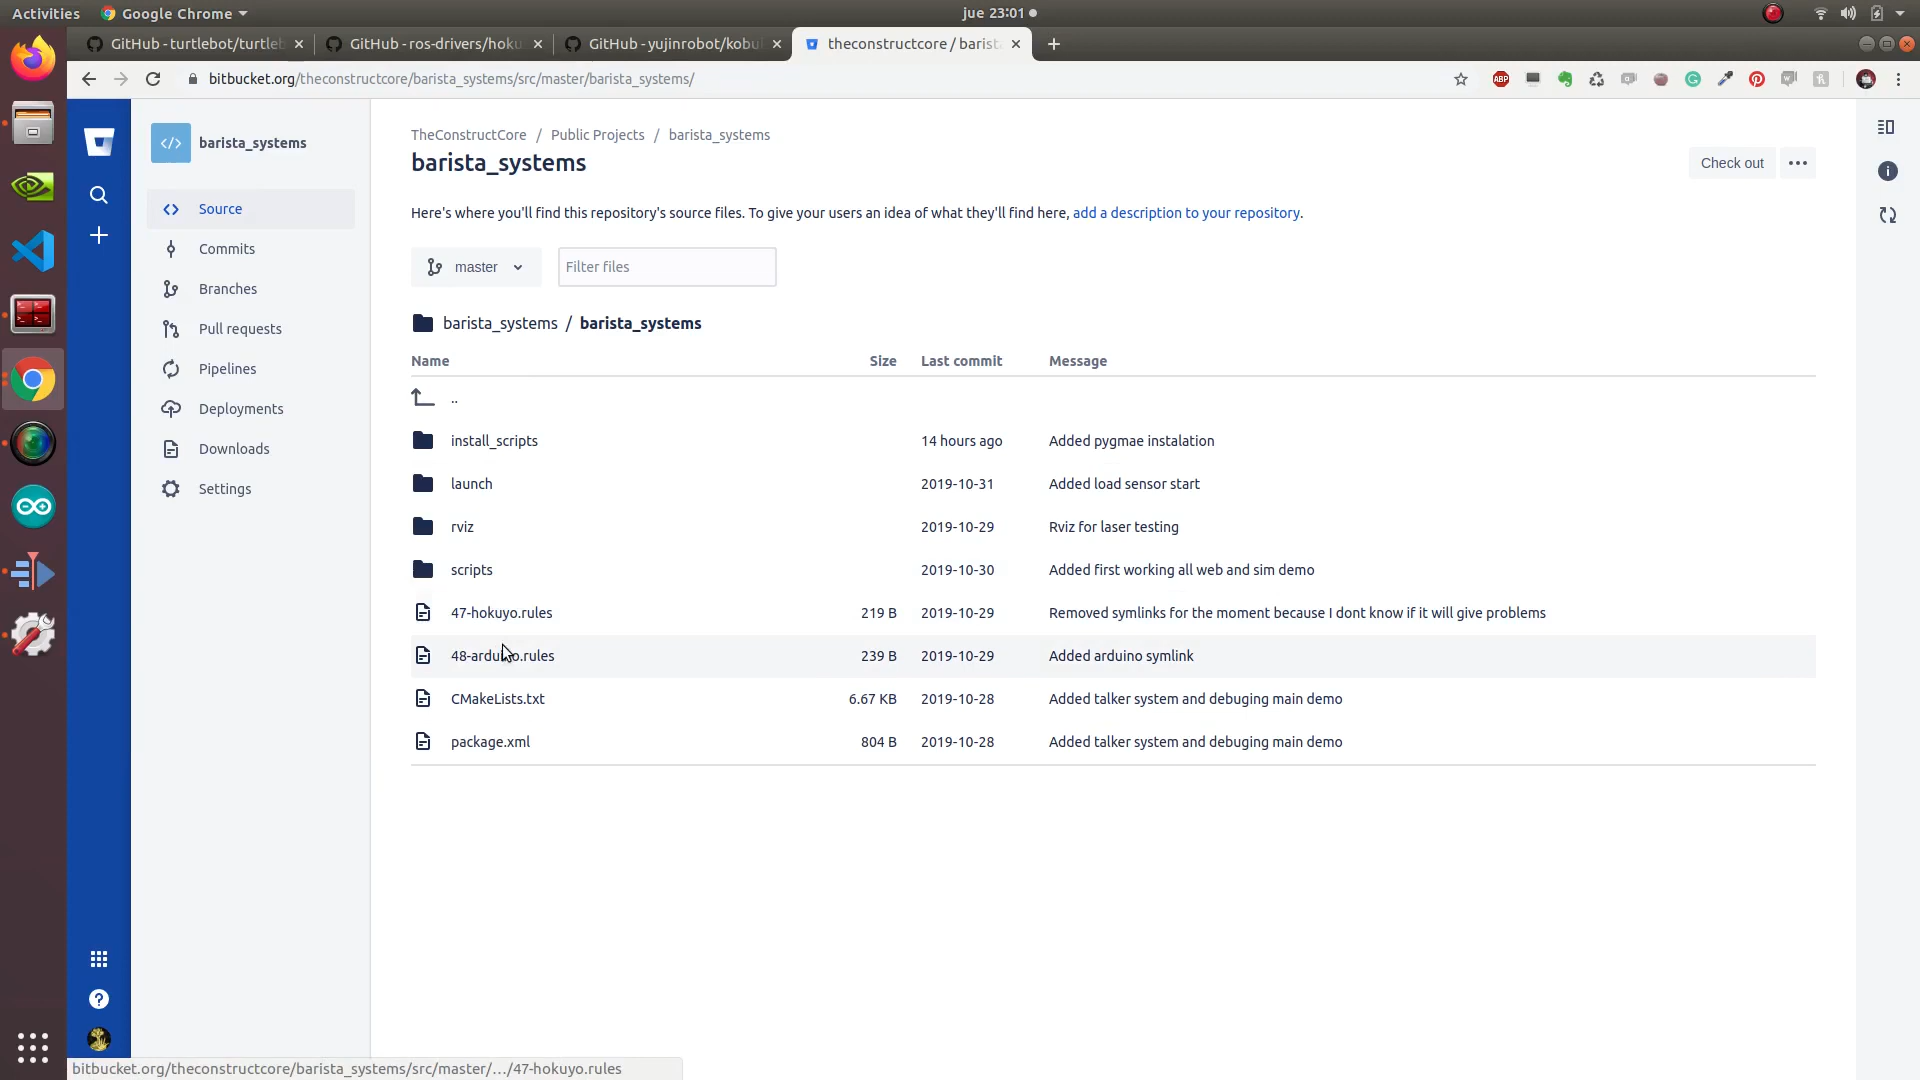 Activities Google Chrome jue 23:01
GitHub - turtlebot/turtleb GitHub - ros-drivers/hoku GitHub - yujinrobot/kobu theconstructcore / barist
bitbucket.org/theconstructcore/barista_systems/src/master/barista_systems/
barista_systems
Source
Commits
Branches
Pull requests
Pipelines
Deployments
Downloads
Settings
TheConstructCore / Public Projects / barista_systems
barista_systems
Check out
Here's where you'll find this repository's source files. To give your users an idea of what they'll find here, add a description to your repository.
master Filter files
barista_systems / barista_systems
Name Size Last commit Message
..
install_scripts 14 hours ago Added pygmae instalation
launch 2019-10-31 Added load sensor start
rviz 2019-10-29 Rviz for laser testing
scripts 2019-10-30 Added first working all web and sim demo
47-hokuyo.rules 219 B 2019-10-29 Removed symlinks for the moment because I dont know if it will give problems
48-arduino.rules 239 B 2019-10-29 Added arduino symlink
CMakeLists.txt 6.67 KB 2019-10-28 Added talker system and debuging main demo
package.xml 804 B 2019-10-28 Added talker system and debuging main demo
bitbucket.org/theconstructcore/barista_systems/src/master/…/47-hokuyo.rules